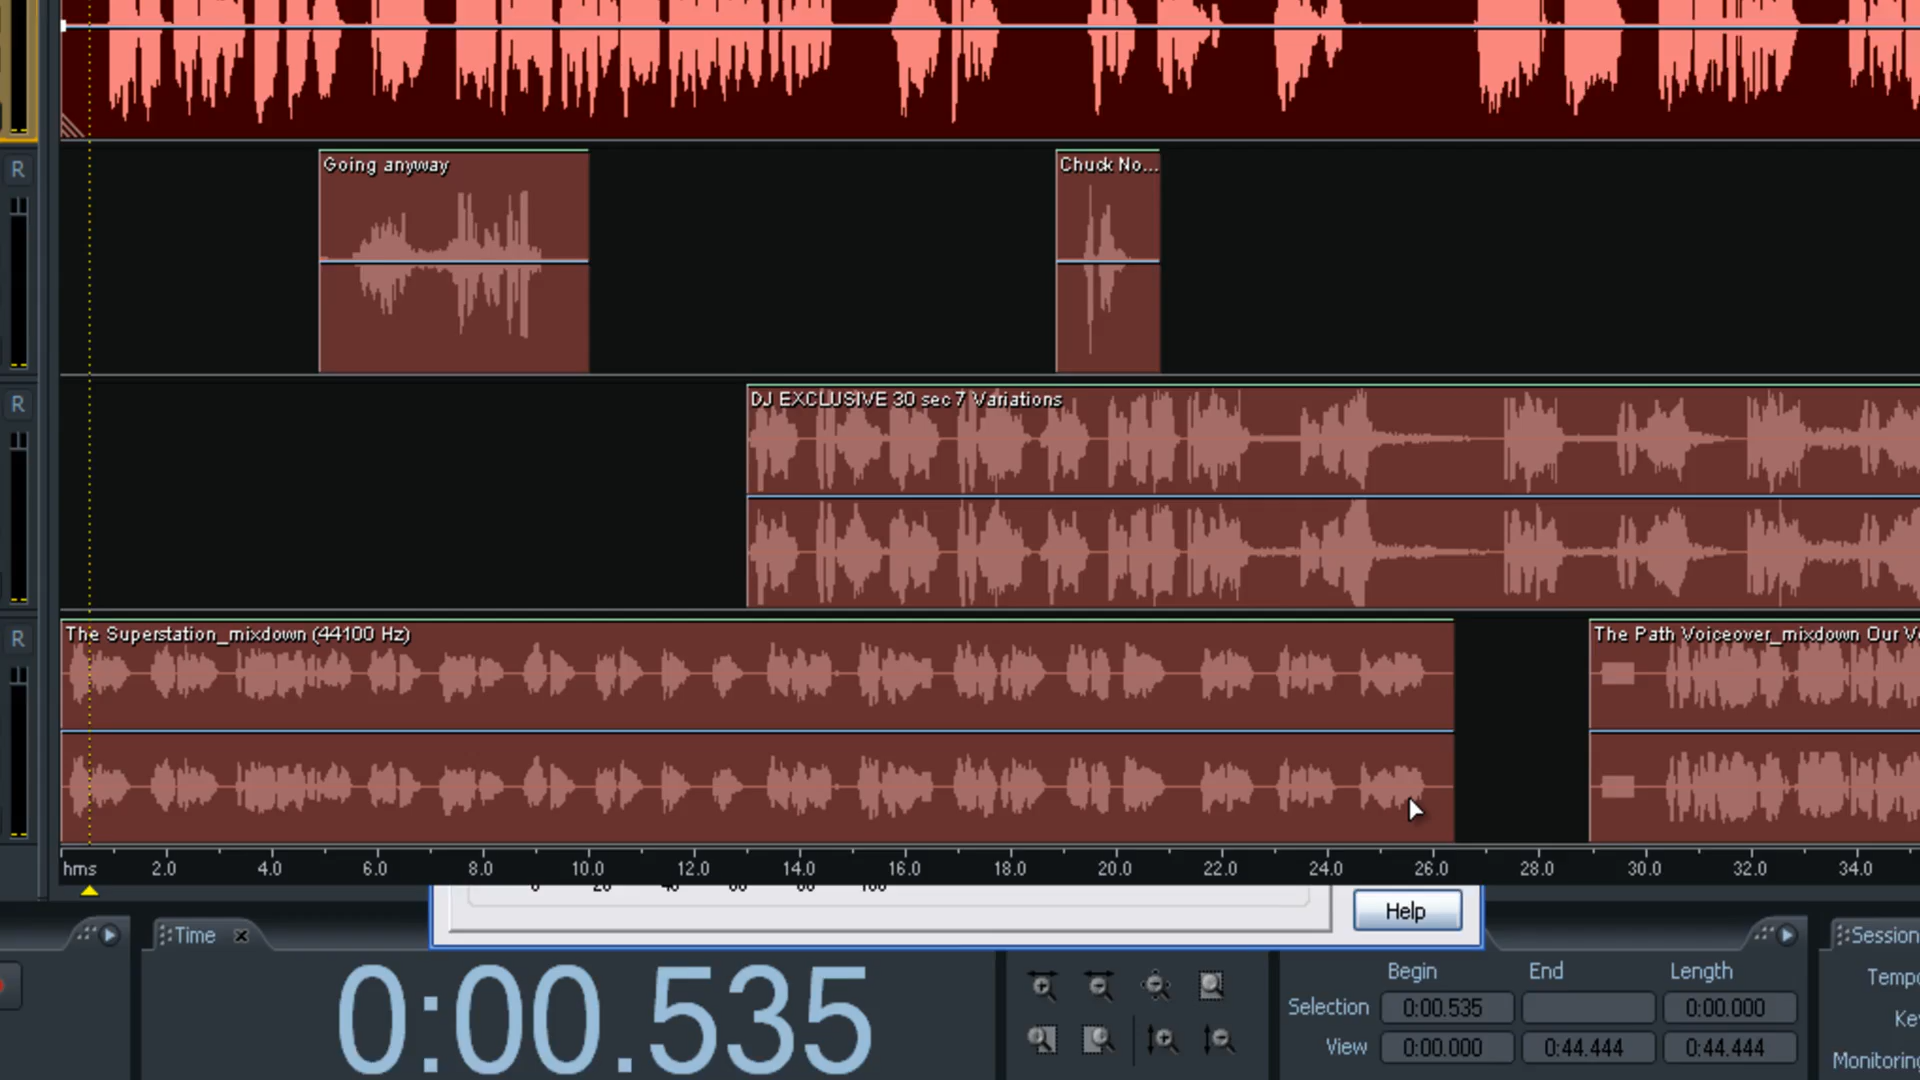 R
Going anyway
Chuck No...
R
DJ EXCLUSIVE 30 sec 7 Variations
R
The Superstation_mixdown (44100 Hz)
The Path Voiceover_mixdown Our V
hms 2.0 4.0 6.0 8.0 10.0 12.0 14.0 16.0 18.0 20.0 22.0 24.0 26.0 28.0 30.0 32.0 34.0
Help
Time
Session
0:00.535
Begin End Length
Selection 0:00.535 0:00.000
View 0:00.000 0:44.444 0:44.444
Tempo
Key
Monitoring